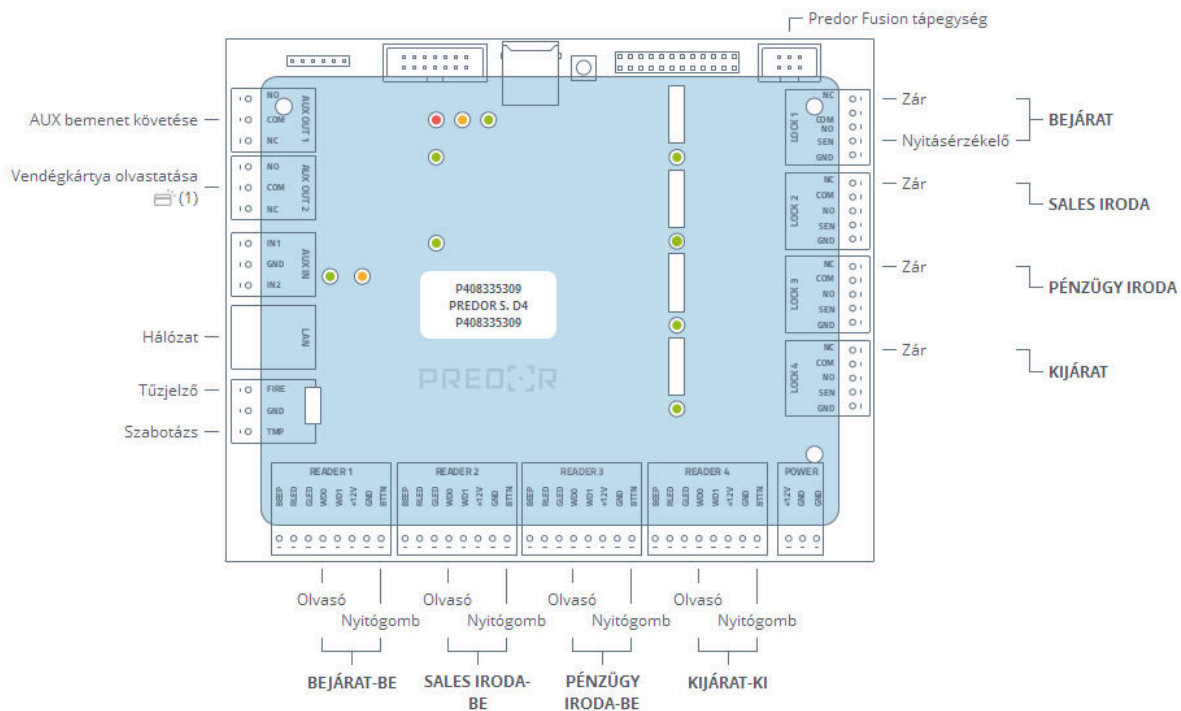 Predor Fusion tápegység
AUX bemenet követése
Vendégkártya olvastatása
(1)
Hálózat
Tűzjelző
Szabotázs
NO
COM
NC
AUX OUT 1
NO
COM
NC
AUX OUT 2
IN1
GND
IN2
AUX IN
LAN
FIRE
GND
TMP
P408335309
PREDOR S. D4
P408335309
PREDOR
LOCK 1
NC
COM
NO
SEN
GND
Zár
Nyitásérzékelő
BEJÁRAT
LOCK 2
NC
COM
NO
SEN
GND
Zár
SALES IRODA
LOCK 3
NC
COM
NO
SEN
GND
Zár
PÉNZÜGY IRODA
LOCK 4
NC
COM
NO
SEN
GND
Zár
KIJÁRAT
READER 1
BEEP
RLED
GLED
WD0
WD1
+12V
GND
BTTN
READER 2
BEEP
RLED
GLED
WD0
WD1
+12V
GND
BTTN
READER 3
BEEP
RLED
GLED
WD0
WD1
+12V
GND
BTTN
READER 4
BEEP
RLED
GLED
WD0
WD1
+12V
GND
BTTN
POWER
+12V
GND
GND
Olvasó
Nyitógomb
BEJÁRAT-BE
Olvasó
Nyitógomb
SALES IRODA-
BE
Olvasó
Nyitógomb
PÉNZÜGY
IRODA-BE
Olvasó
Nyitógomb
KIJÁRAT-KI